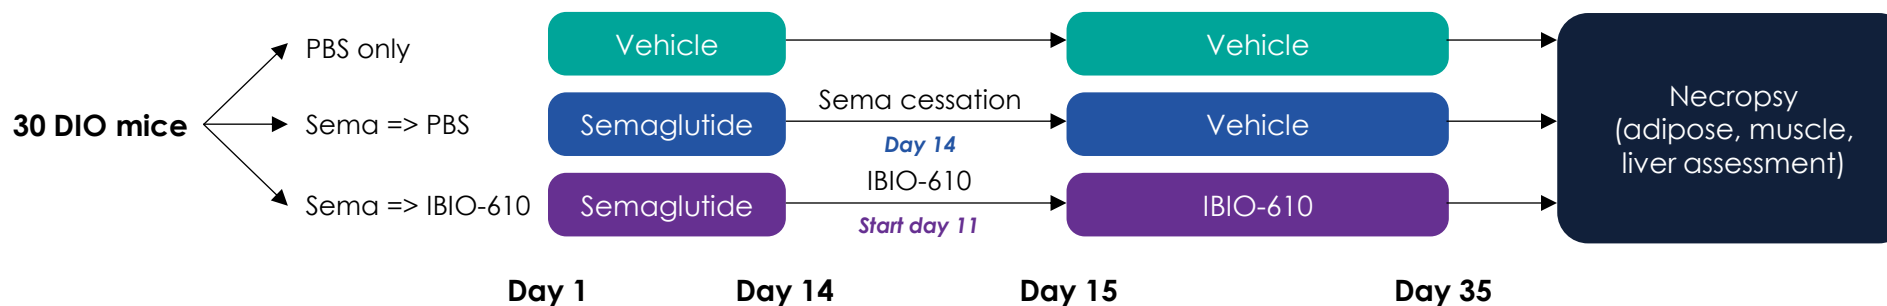 PBS only
Vehicle
Vehicle
30 DIO mice
Sema => PBS
Semaglutide
Sema cessation
Day 14
Vehicle
Necropsy
(adipose, muscle,
liver assessment)
Sema => IBIO-610
Semaglutide
IBIO-610
Start day 11
IBIO-610
Day 1
Day 14
Day 15
Day 35